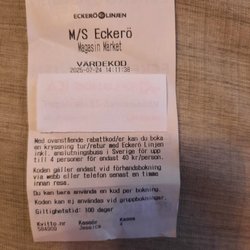 ECKERÖ LINJEN
M/S Eckerö
Magasin Market
VÄRDEKOD
2025-07-24 14:11:38
Med ovanstående rabattkod/er kan du boka
en kryssning tur/retur med Eckerö Linjen
inkl. anslutningsbuss i Sverige för upp
till 4 personer för endast 40 kr/person.
Koden gäller endast vid förhandsbokning
via webb eller telefon senast en timma
innan resa.
Du kan bara använda en kod per bokning.
Koden kan ej användas vid gruppbokningar.
Giltighetstid: 100 dagar
Kvitto.nr Kassör Kassa
584909 Jessica